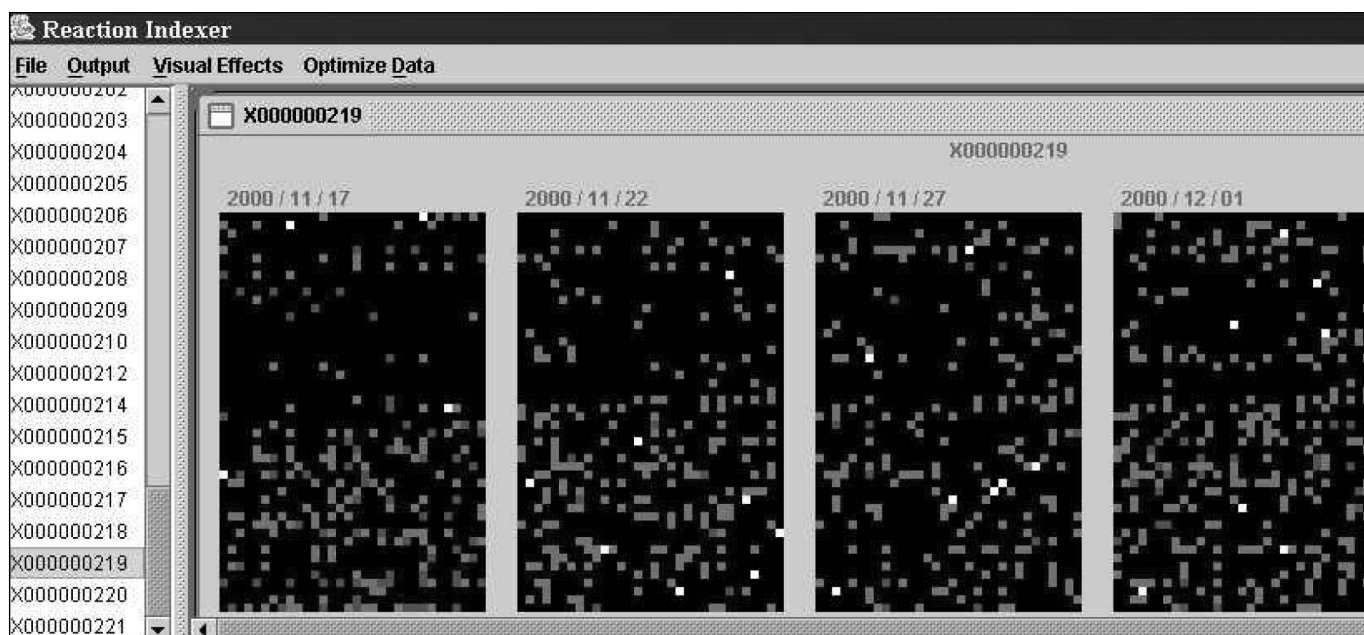 Reaction Indexer
File Output Visual Effects Optimize Data
X000000202
X000000203
X000000204
X000000205
X000000206
X000000207
X000000208
X000000209
X000000210
X000000212
X000000214
X000000215
X000000216
X000000217
X000000218
X000000219
X000000220
X000000221
X000000219
X000000219
2000 / 11 / 17 2000 / 11 / 22 2000 / 11 / 27 2000 / 12 / 01